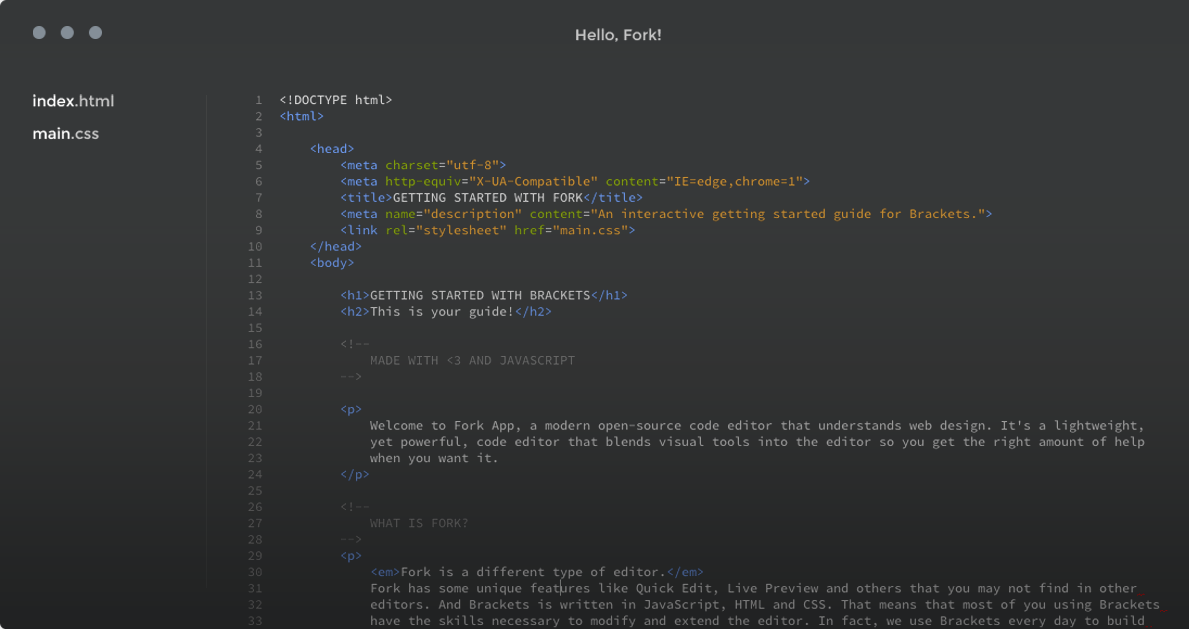 Hello, Fork!
index.html
main.css
1 <!DOCTYPE html>
2 <html>
3
4 <head>
5 <meta charset="utf-8">
6 <meta http-equiv="X-UA-Compatible" content="IE=edge,chrome=1">
7 <title>GETTING STARTED WITH FORK</title>
8 <meta name="description" content="An interactive getting started guide for Brackets.">
9 <link rel="stylesheet" href="main.css">
10 </head>
11 <body>
12
13 <h1>GETTING STARTED WITH BRACKETS</h1>
14 <h2>This is your guide!</h2>
15
16 <!--
17 MADE WITH <3 AND JAVASCRIPT
18 -->
19
20 <p>
21 Welcome to Fork App, a modern open-source code editor that understands web design. It's a lightweight,
22 yet powerful, code editor that blends visual tools into the editor so you get the right amount of help
23 when you want it.
24 </p>
25
26 <!--
27 WHAT IS FORK?
28 -->
29 <p>
30 <em>Fork is a different type of editor.</em>
31 Fork has some unique features like Quick Edit, Live Preview and others that you may not find in other
32 editors. And Brackets is written in JavaScript, HTML and CSS. That means that most of you using Brackets
33 have the skills necessary to modify and extend the editor. In fact, we use Brackets every day to build